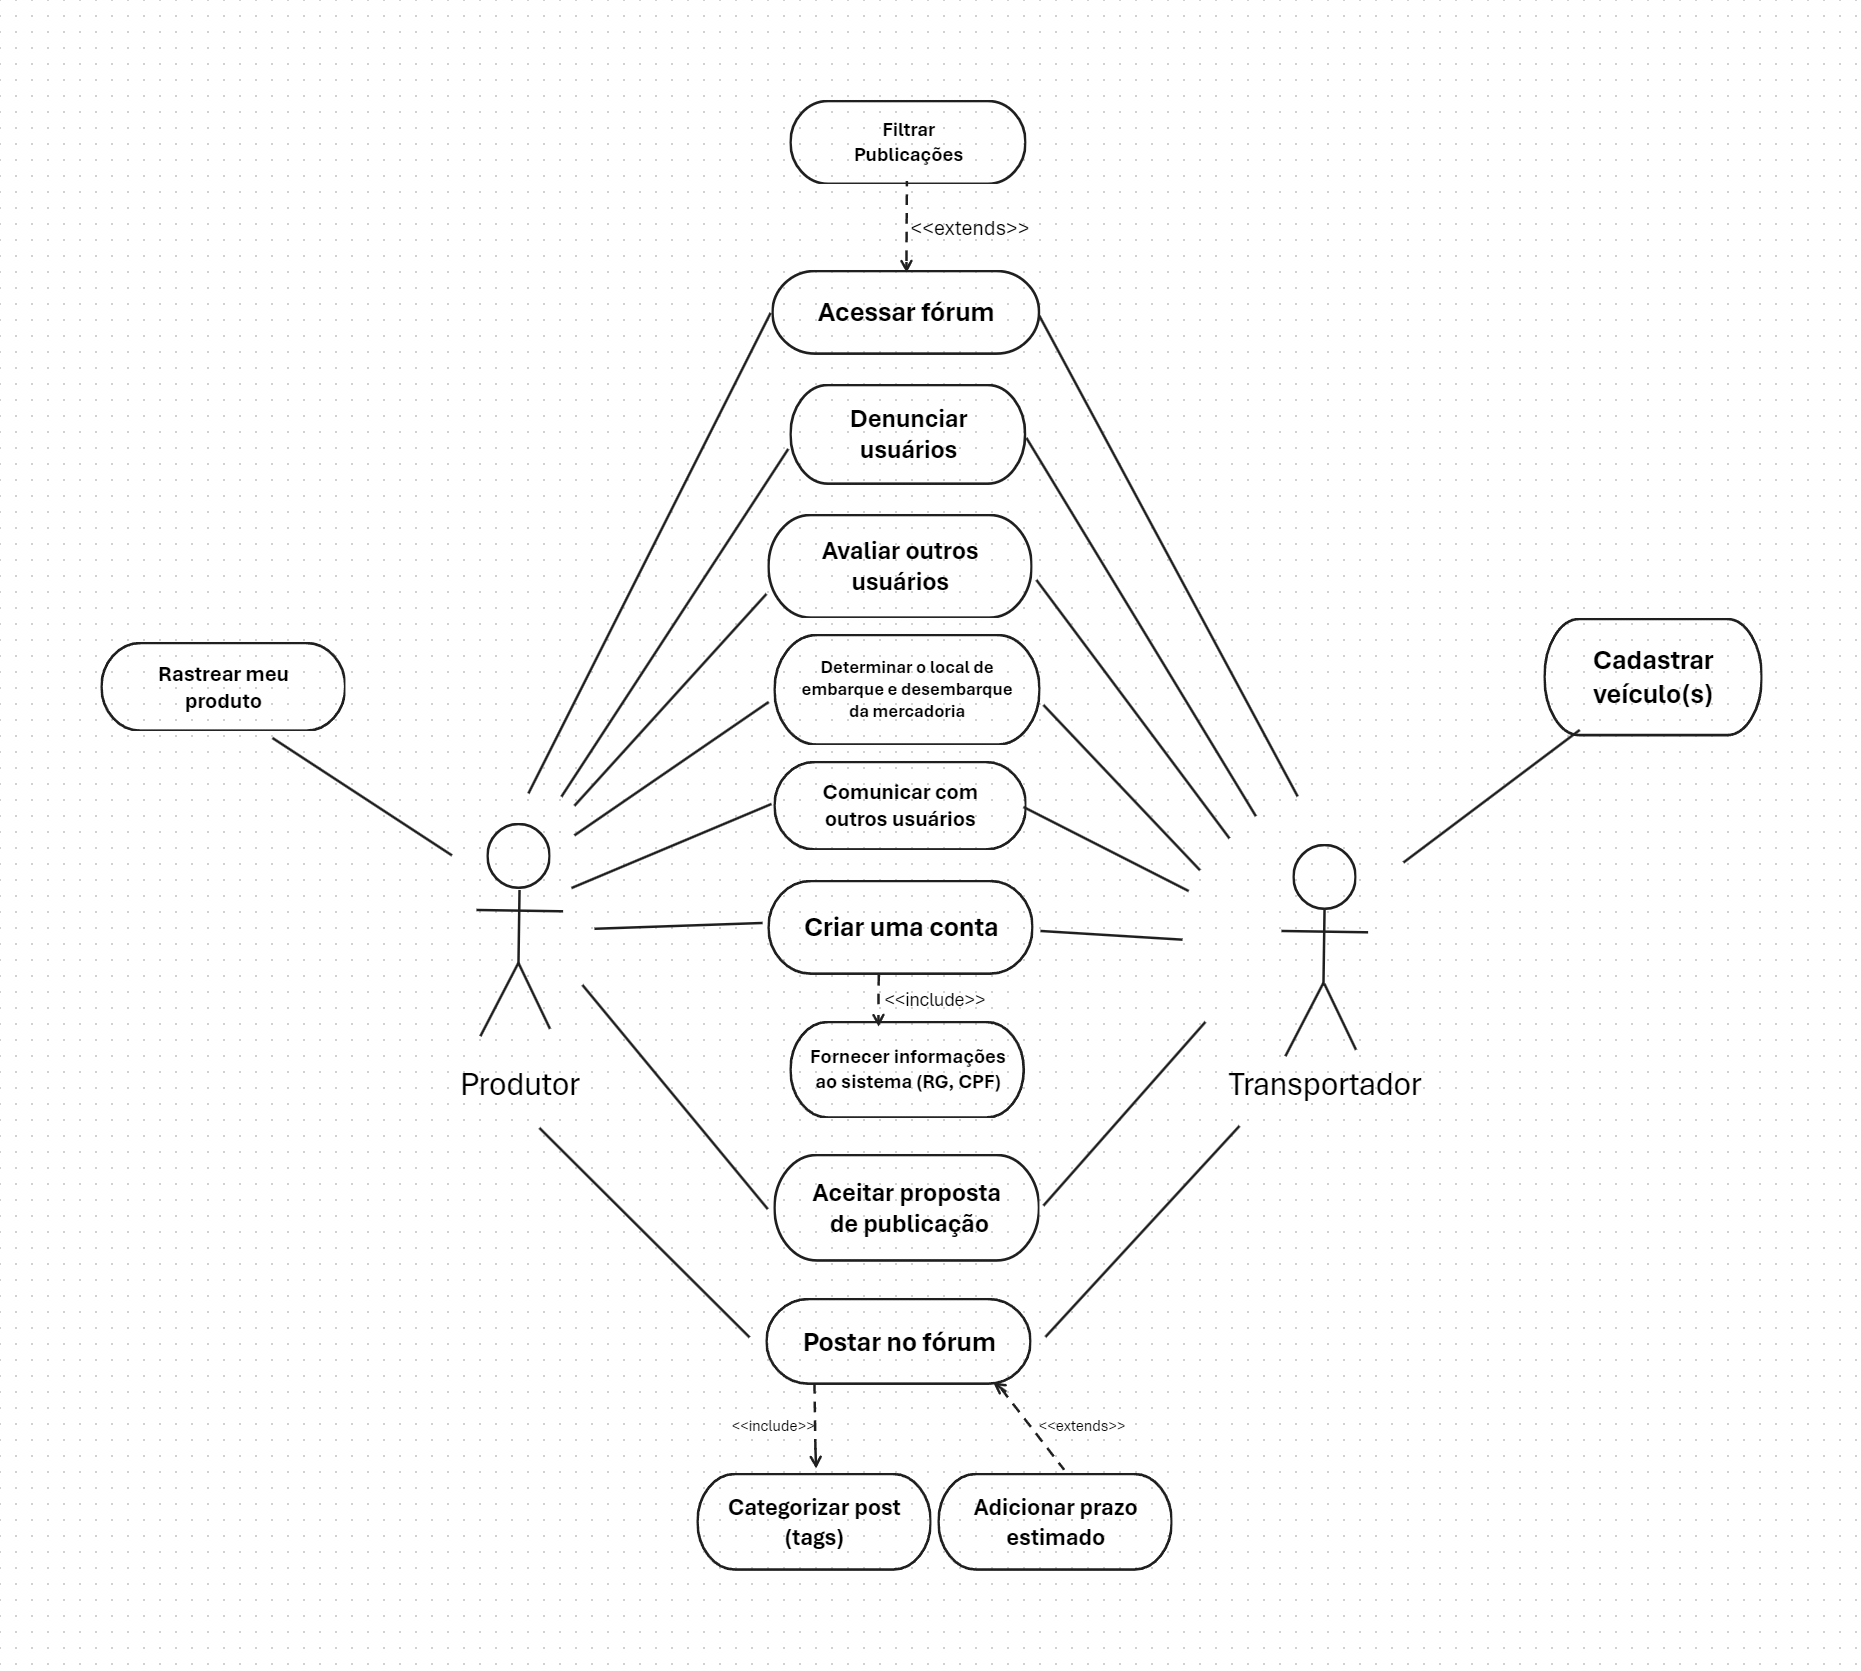 Filtrar
Publicações
<<extends>>
Acessar fórum
Denunciar
usuários
Avaliar outros
usuários
Determinar o local de
embarque e desembarque
da mercadoria
Rastrear meu
produto
Cadastrar
veículo(s)
Comunicar com
outros usuários
Criar uma conta
<<include>>
Fornecer informações
ao sistema (RG, CPF)
Produtor
Transportador
Aceitar proposta
de publicação
Postar no fórum
<<include>>
<<extends>>
Categorizar post
(tags)
Adicionar prazo
estimado